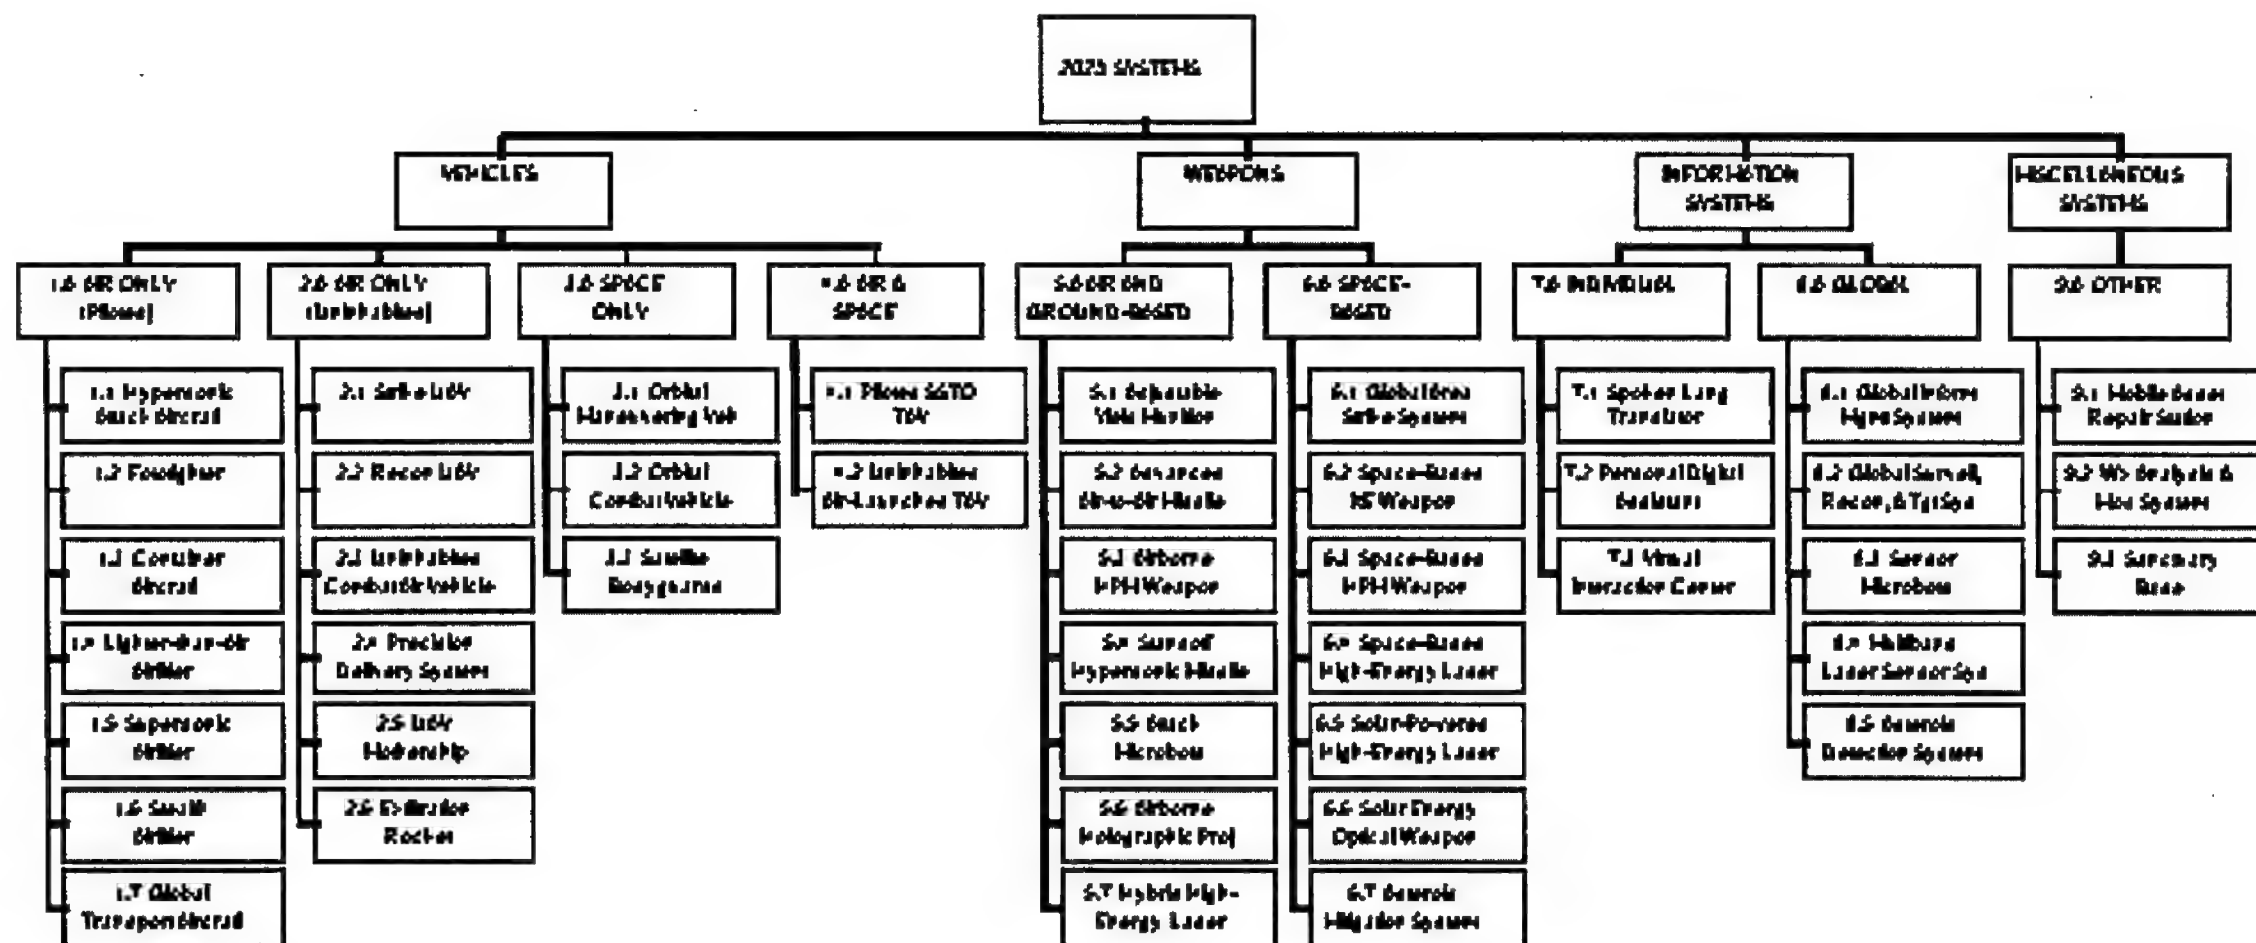 2025 SYSTEMS
VEHICLES
WEAPONS
INFORMATION
SYSTEMS
MISCELLANEOUS
SYSTEMS
1.0 AIR ONLY
(Piloted)
2.0 AIR ONLY
(Uninhabited)
3.0 SPACE
ONLY
4.0 AIR &
SPACE
5.0 AIR AND
GROUND-BASED
6.0 SPACE-
BASED
7.0 INDIVIDUAL
8.0 GLOBAL
9.0 OTHER
1.1 Hypersonic
Attack Aircraft
1.2 Fotofighter
1.3 Container
Aircraft
1.4 Lighter-than-Air
Airlifter
1.5 Supersonic
Airlifter
1.6 Stealth
Airlifter
1.7 Global
Transport Aircraft
2.1 Strike UAV
2.2 Recon UAV
2.3 Uninhabited
Combat Air Vehicle
2.4 Precision
Delivery System
2.5 UAV
Mothership
2.6 Exfiltration
Rocket
3.1 Orbital
Maneuvering Veh
3.2 Orbital
Combat Vehicle
3.3 Satellite
Bodyguards
4.1 Piloted SSTO
TAV
4.2 Uninhabited
Air-Launched TAV
5.1 Adjustable
Yield Munition
5.2 Advanced
Air-to-Air Missile
5.3 Airborne
HPM Weapon
5.4 Standoff
Hypersonic Missile
5.5 Attack
Microbots
5.6 Airborne
Holographic Proj
5.7 Hybrid High-
Energy Laser
6.1 Global Area
Strike System
6.2 Space-Based
KE Weapon
6.3 Space-Based
HPM Weapon
6.4 Space-Based
High-Energy Laser
6.5 Solar-Powered
High-Energy Laser
6.6 Solar Energy
Optical Weapon
6.7 Asteroid
Mitigation System
7.1 Spoken Lang
Translator
7.2 Personal Digital
Assistant
7.3 Virtual
Interaction Center
8.1 Global Inform
Mgmt System
8.2 Global Surveil,
Recon, & Tgt Sys
8.3 Sensor
Microbots
8.4 Multiband
Laser Sensor Sys
8.5 Asteroid
Detection System
9.1 Mobile Asset
Repair Station
9.2 Wx Analysis &
Mod System
9.3 Sanctuary
Base